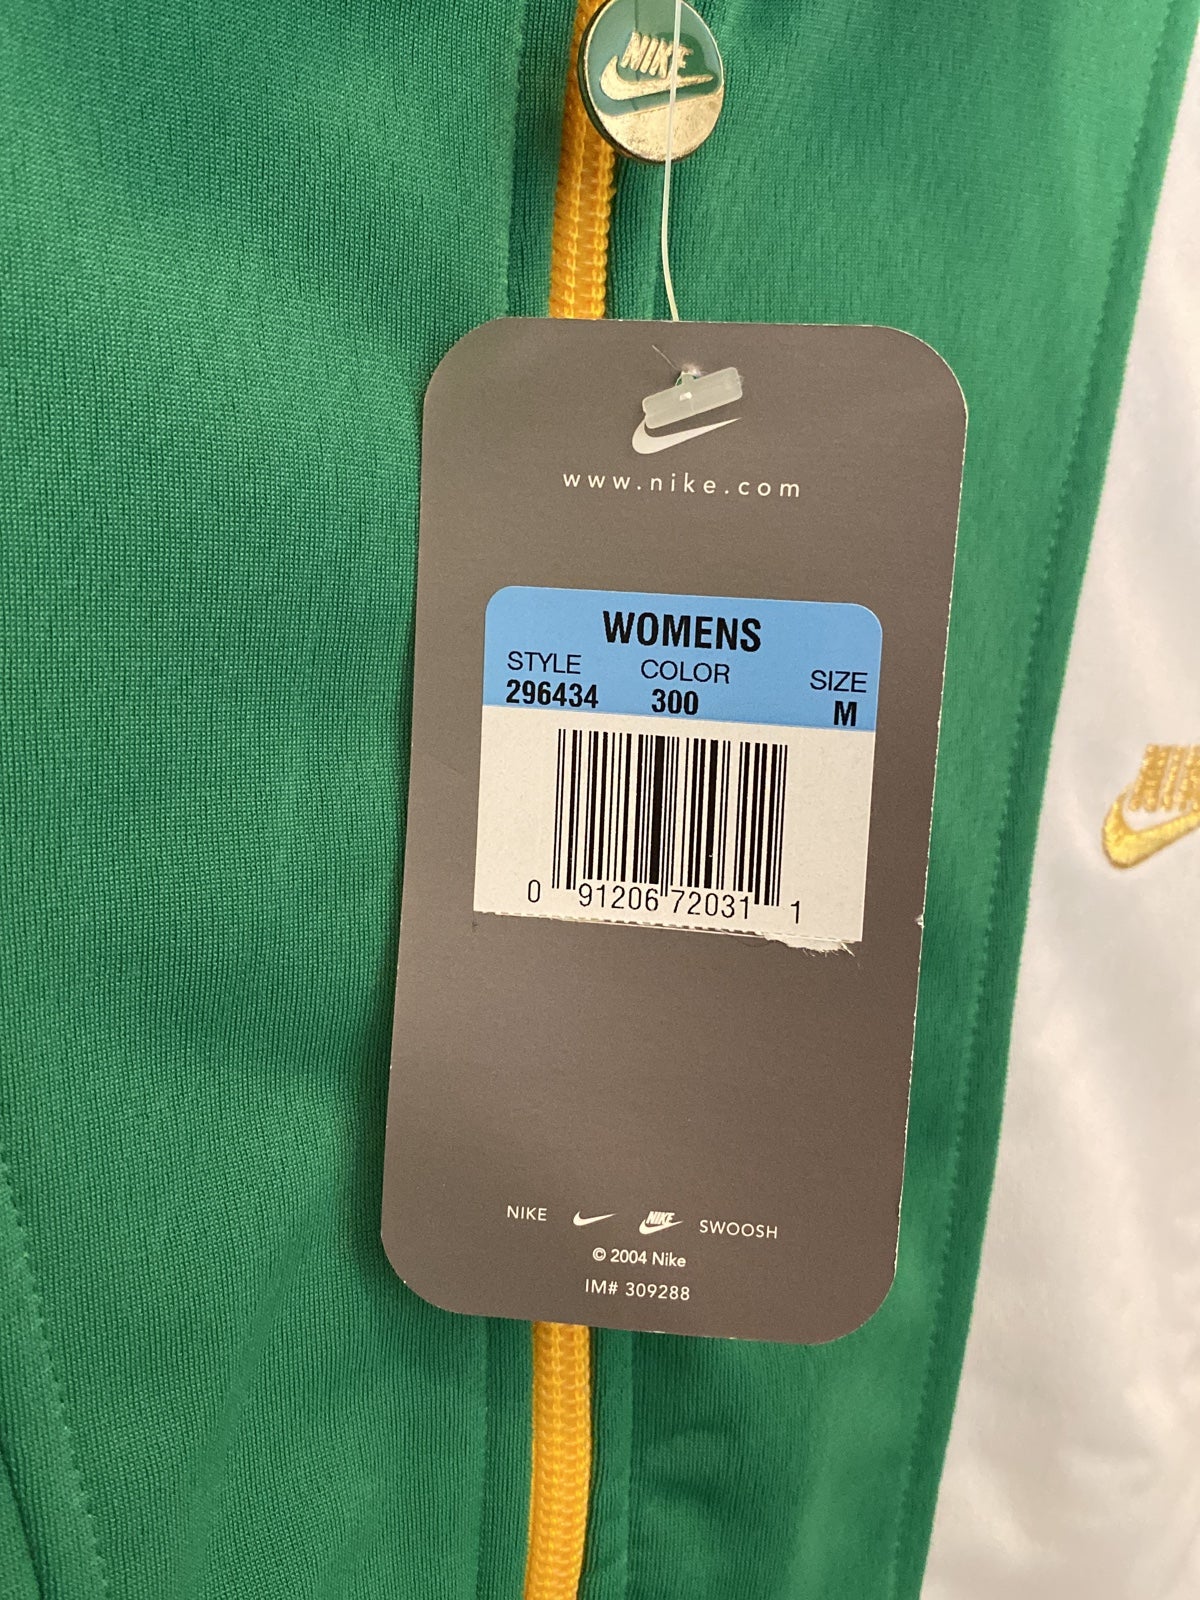 NIKE
www.nike.com
WOMENS
STYLE COLOR SIZE
296434 300 M
0 91206 72031 1
NIKE NIKE SWOOSH
© 2004 Nike
IM# 309288